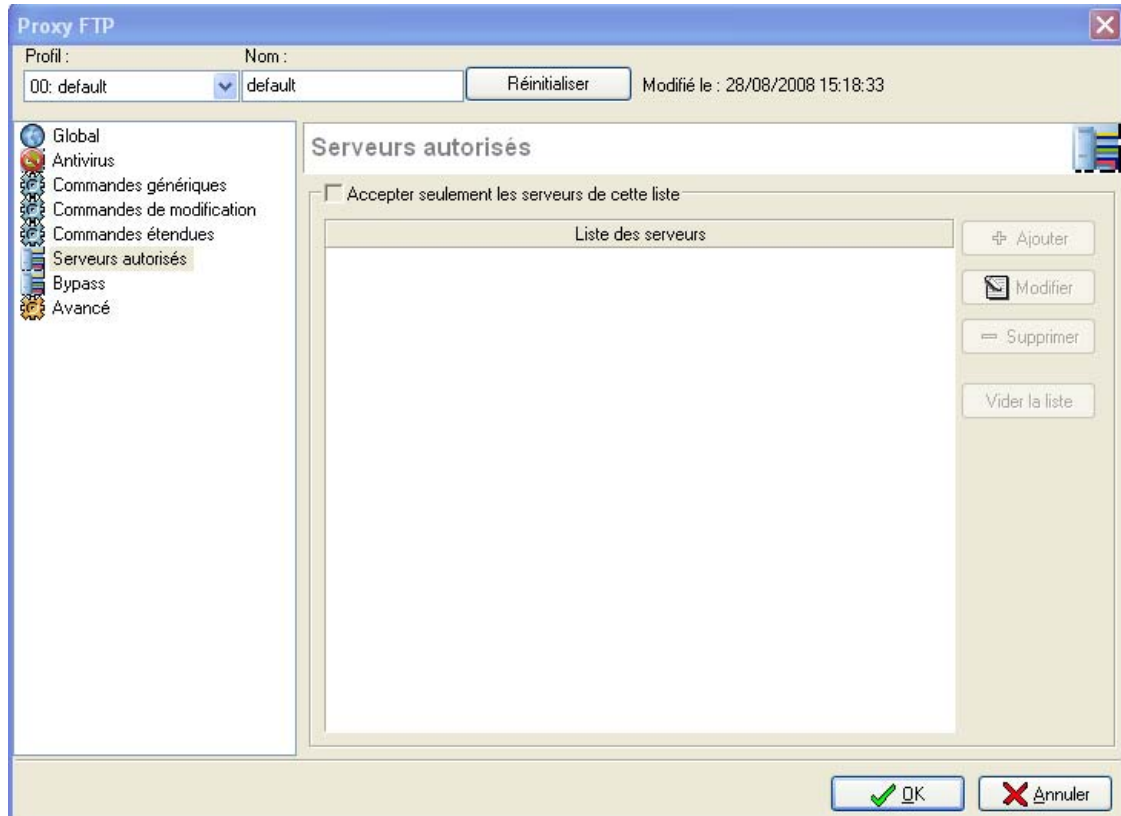 Proxy FTP
Profil :
Nom :
00: default
default
Réinitialiser
Modifié le : 28/08/2008 15:18:33
Global
Antivirus
Commandes génériques
Commandes de modification
Commandes étendues
Serveurs autorisés
Bypass
Avancé
Serveurs autorisés
Accepter seulement les serveurs de cette liste
Liste des serveurs
Ajouter
Modifier
Supprimer
Vider la liste
OK
Annuler